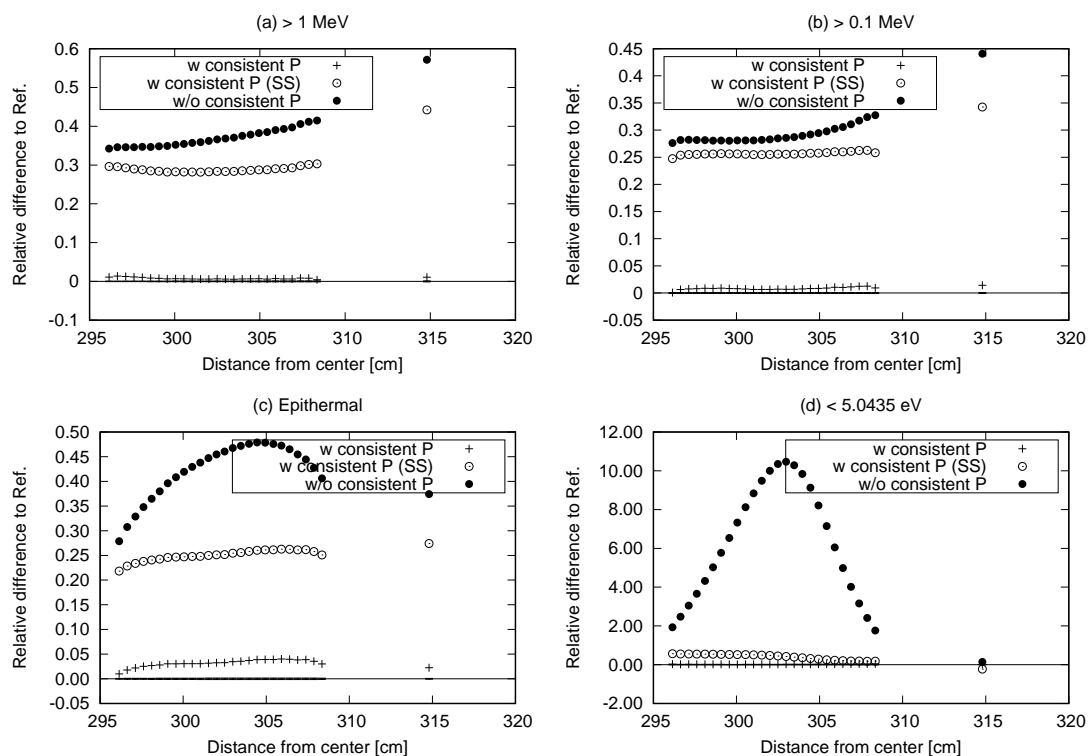 (a) > 1 MeV
0.6
0.5
0.4
0.3
0.2
0.1
0
-0.1
295 300 305 310 315 320
Relative difference to Ref.
Distance from center [cm]
w consistent P
w consistent P (SS)
w/o consistent P
(b) > 0.1 MeV
0.45
0.4
0.35
0.3
0.25
0.2
0.15
0.1
0.05
0
-0.05
295 300 305 310 315 320
Relative difference to Ref.
Distance from center [cm]
w consistent P
w consistent P (SS)
w/o consistent P
(c) Epithermal
0.50
0.45
0.40
0.35
0.30
0.25
0.20
0.15
0.10
0.05
0.00
-0.05
295 300 305 310 315 320
Relative difference to Ref.
Distance from center [cm]
w consistent P
w consistent P (SS)
w/o consistent P
(d) < 5.0435 eV
12.00
10.00
8.00
6.00
4.00
2.00
0.00
-2.00
295 300 305 310 315 320
Relative difference to Ref.
Distance from center [cm]
w consistent P
w consistent P (SS)
w/o consistent P